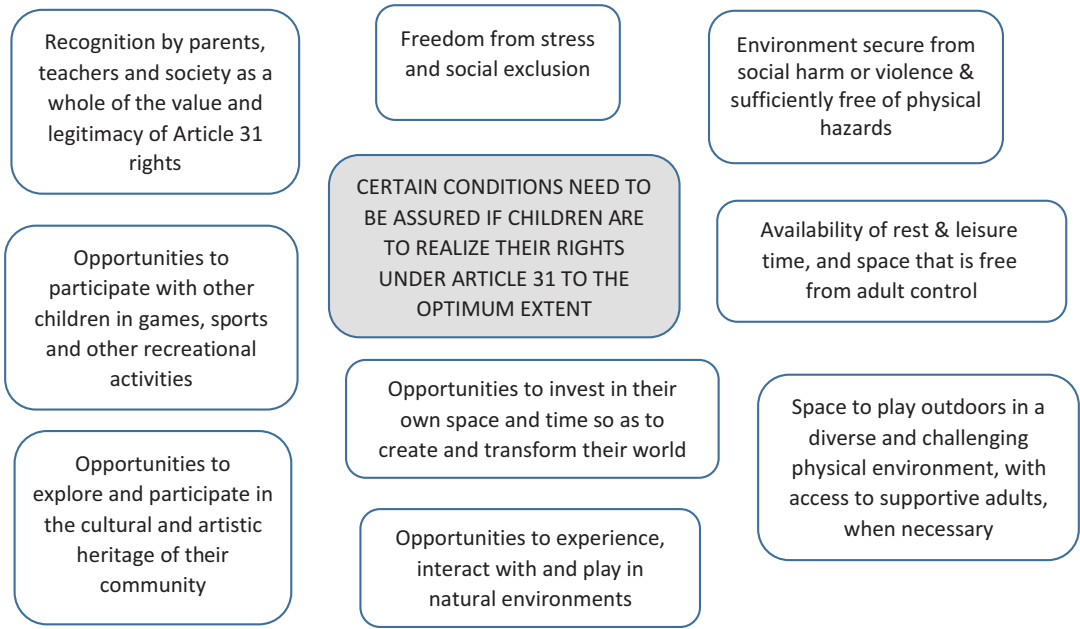 Recognition by parents,
teachers and society as a
whole of the value and
legitimacy of Article 31
rights
Freedom from stress
and social exclusion
Environment secure from
social harm or violence &
sufficiently free of physical
hazards
CERTAIN CONDITIONS NEED TO
BE ASSURED IF CHILDREN ARE
TO REALIZE THEIR RIGHTS
UNDER ARTICLE 31 TO THE
OPTIMUM EXTENT
Availability of rest & leisure
time, and space that is free
from adult control
Opportunities to
participate with other
children in games, sports
and other recreational
activities
Opportunities to invest in their
own space and time so as to
create and transform their world
Space to play outdoors in a
diverse and challenging
physical environment, with
access to supportive adults,
when necessary
Opportunities to
explore and participate in
the cultural and artistic
heritage of their
community
Opportunities to experience,
interact with and play in
natural environments